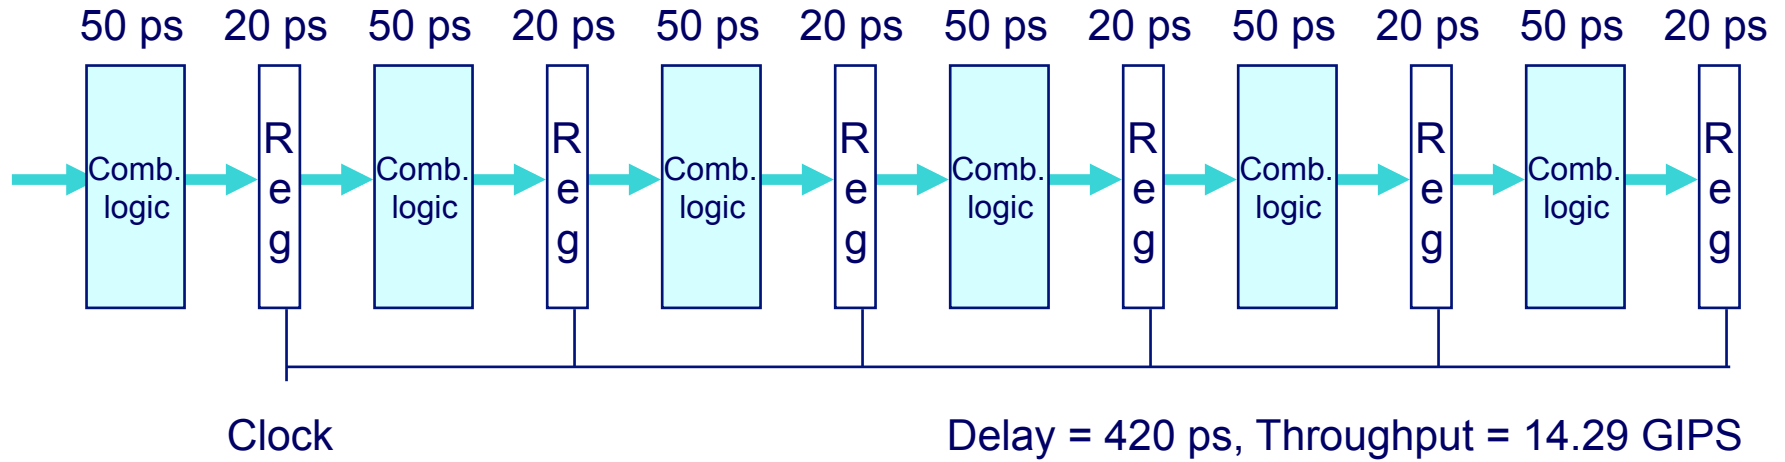 50 ps 20 ps 50 ps 20 ps 50 ps 20 ps 50 ps 20 ps 50 ps 20 ps 50 ps 20 ps
Comb.
logic
R
e
g
Comb.
logic
R
e
g
Comb.
logic
R
e
g
Comb.
logic
R
e
g
Comb.
logic
R
e
g
Comb.
logic
R
e
g
Clock
Delay = 420 ps, Throughput = 14.29 GIPS